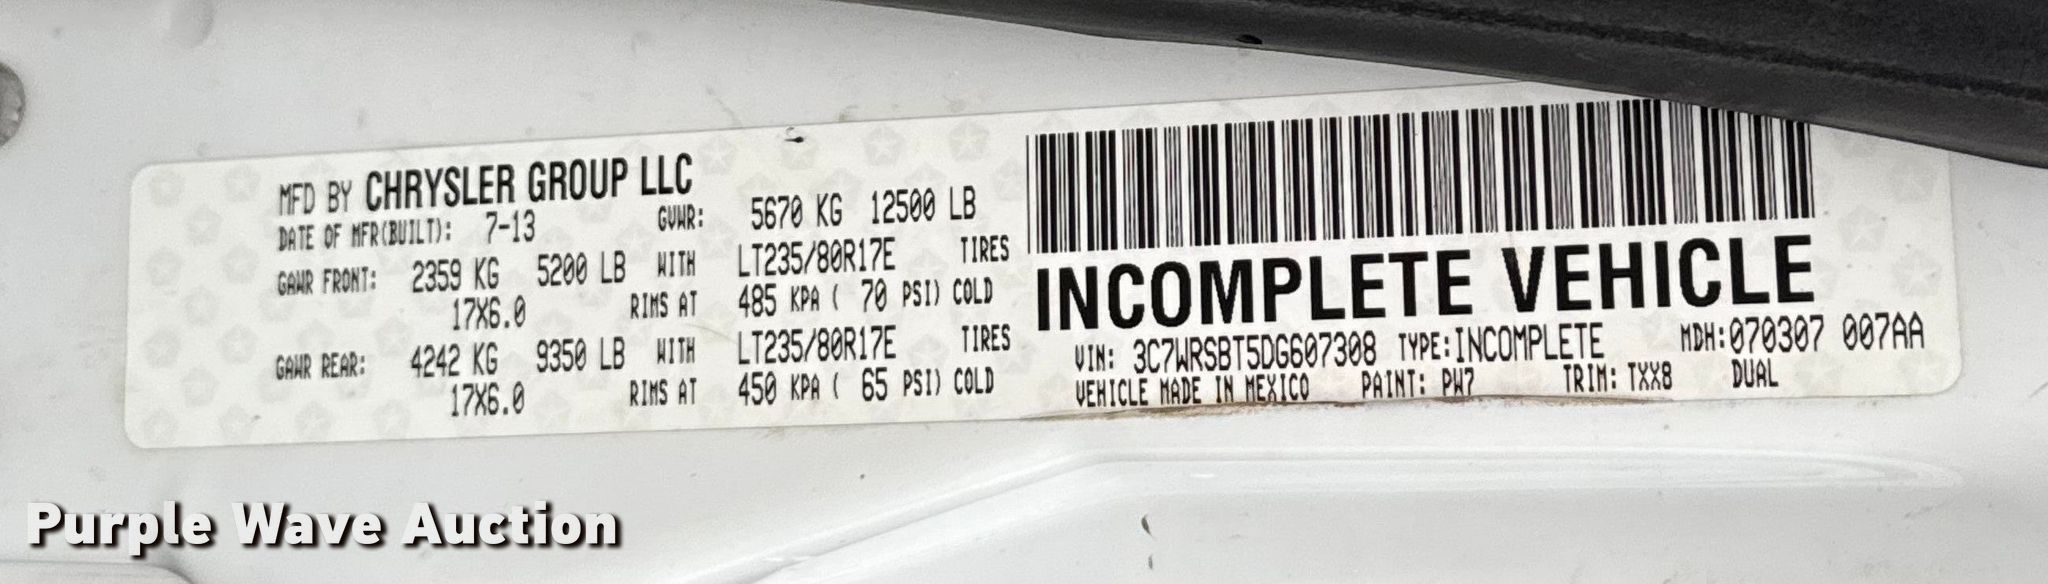 MFD BY CHRYSLER GROUP LLC
DATE OF MFR(BUILT): 7-13 GVWR: 5670 KG 12500 LB
GAWR FRONT: 2359 KG 5200 LB WITH LT235/80R17E TIRES
17X6.0 RIMS AT 485 KPA ( 70 PSI) COLD
GAWR REAR: 4242 KG 9350 LB WITH LT235/80R17E TIRES
17X6.0 RIMS AT 450 KPA ( 65 PSI) COLD
INCOMPLETE VEHICLE
VIN: 3C7WRSBT5DG607308 TYPE:INCOMPLETE MDH:070307 007AA
VEHICLE MADE IN MEXICO PAINT: PW7 TRIM: TXX8 DUAL
Purple Wave Auction